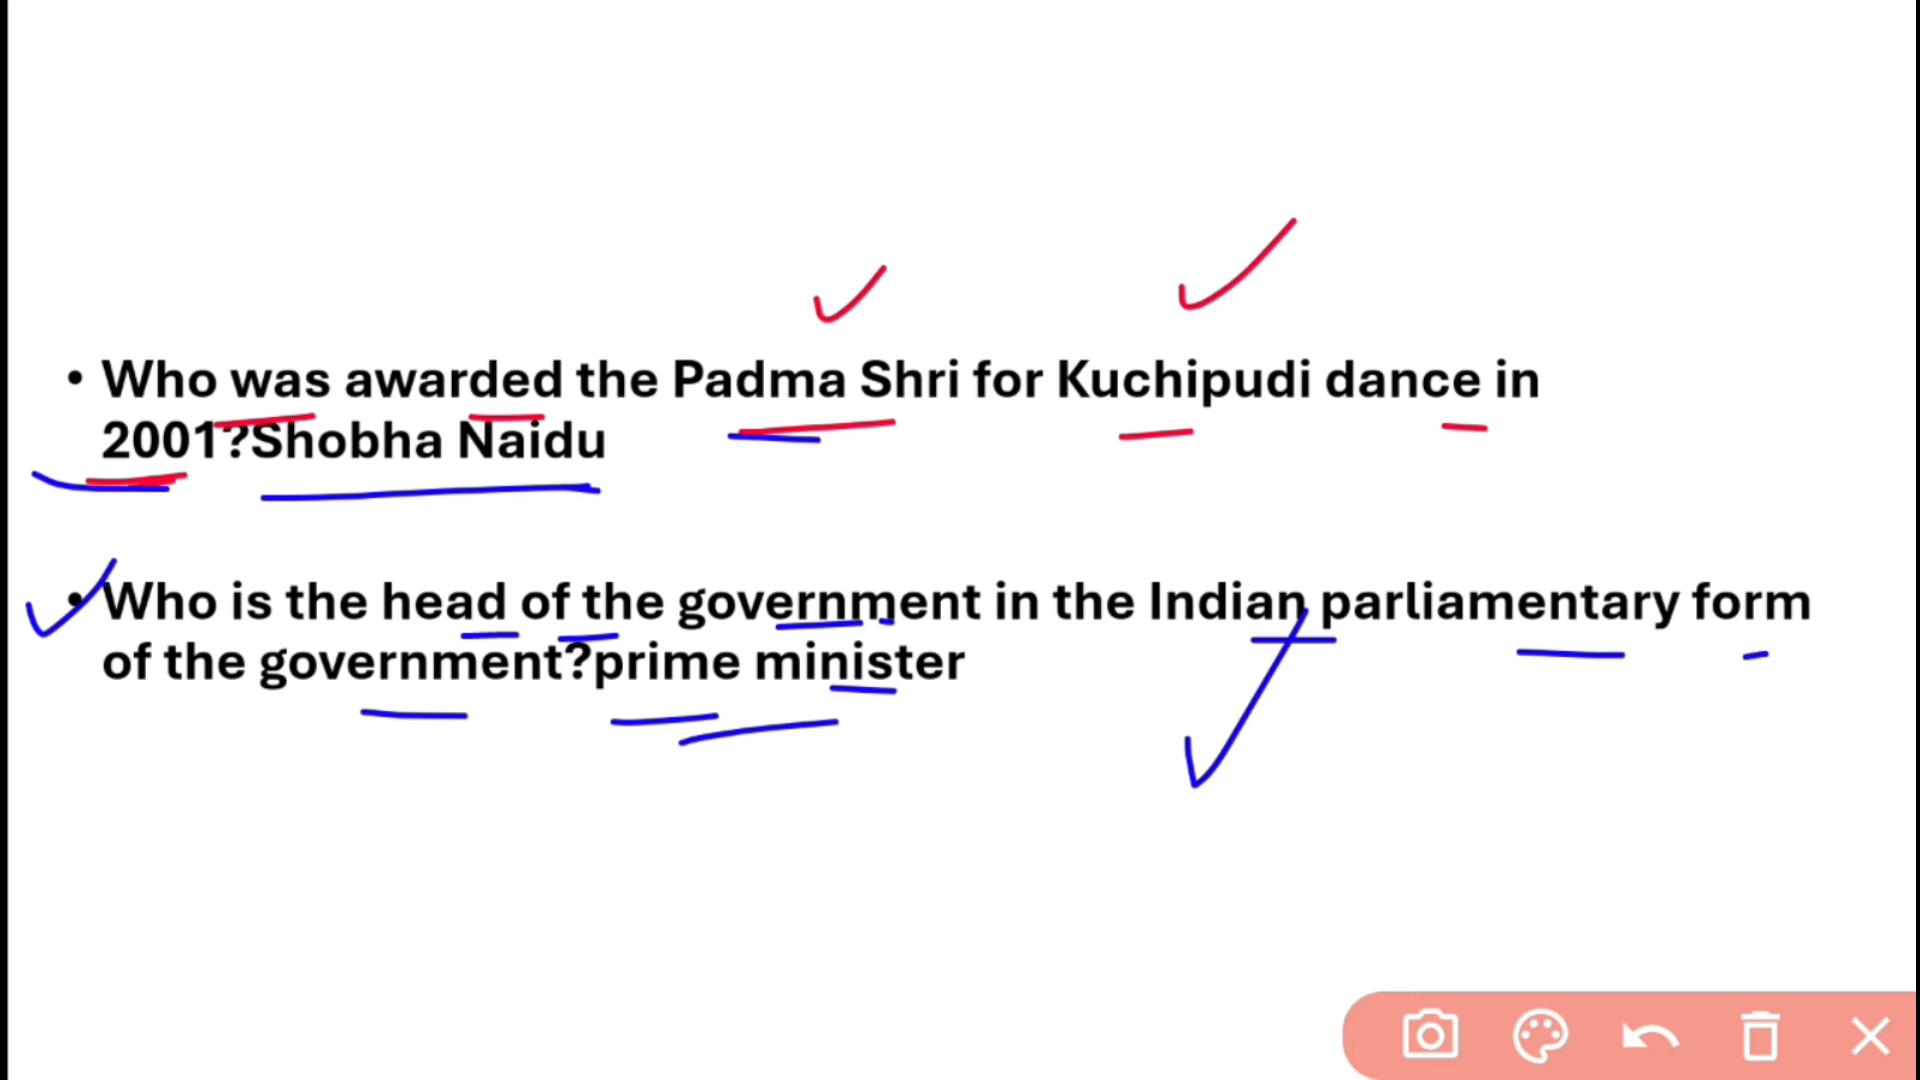 • Who was awarded the Padma Shri for Kuchipudi dance in
2001?Shobha Naidu
• Who is the head of the government in the Indian parliamentary form
of the government?prime minister